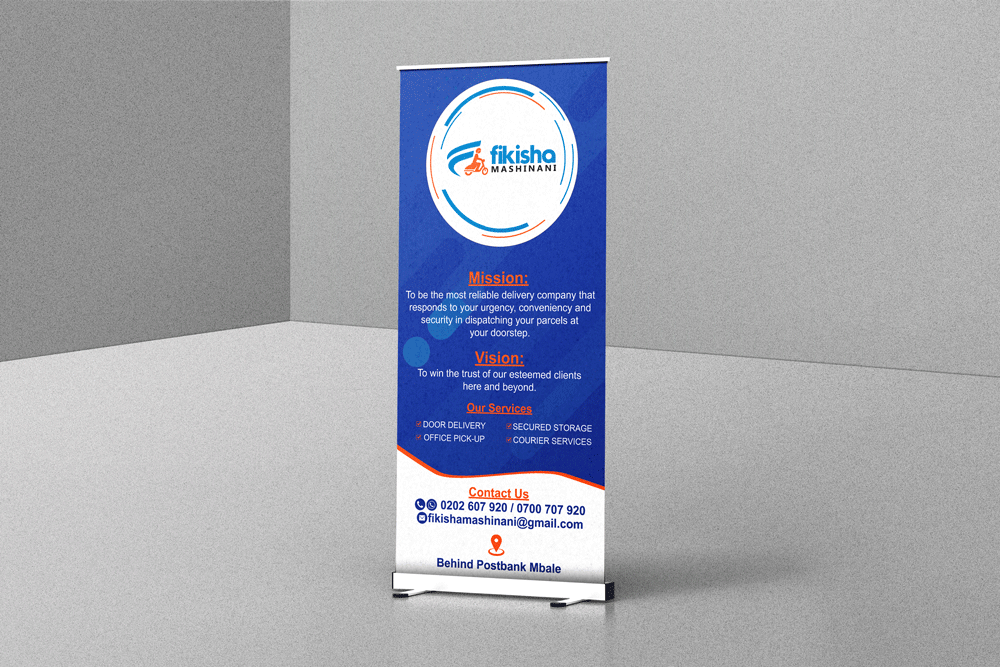 fikisha
MASHINANI
Mission:
To be the most reliable delivery company that
responds to your urgency, conveniency and
security in dispatching your parcels at
your doorstep.
Vision:
To win the trust of our esteemed clients
here and beyond.
Our Services
DOOR DELIVERY SECURED STORAGE
OFFICE PICK-UP COURIER SERVICES
Contact Us
0202 607 920 / 0700 707 920
fikishamashinani@gmail.com
Behind Postbank Mbale